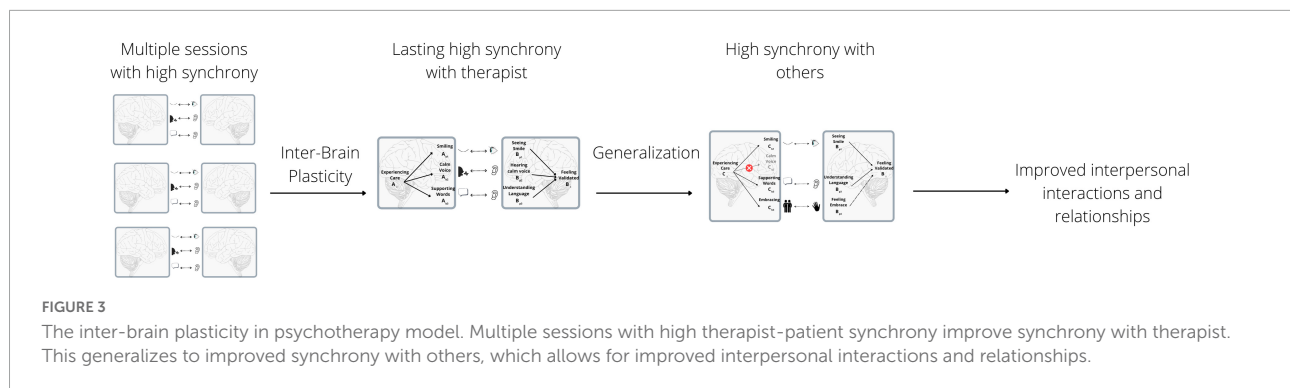 Multiple sessions
with high synchrony
Inter-Brain
Plasticity
Lasting high synchrony
with therapist
Experiencing
Care
A
Smiling
Calm
Voice
Supporting
Words
Seeing
Smile
Hearing
calm voice
Understanding
Language
Feeling
Validated
B
Generalization
High synchrony with
others
Experiencing
Care
C
Smiling
Calm
Voice
Supporting
Words
Embracing
Seeing
Smile
Understanding
Language
Feeling
Embrace
Feeling
Validated
B
Improved interpersonal
interactions and
relationships
FIGURE 3
The inter-brain plasticity in psychotherapy model. Multiple sessions with high therapist-patient synchrony improve synchrony with therapist.
This generalizes to improved synchrony with others, which allows for improved interpersonal interactions and relationships.